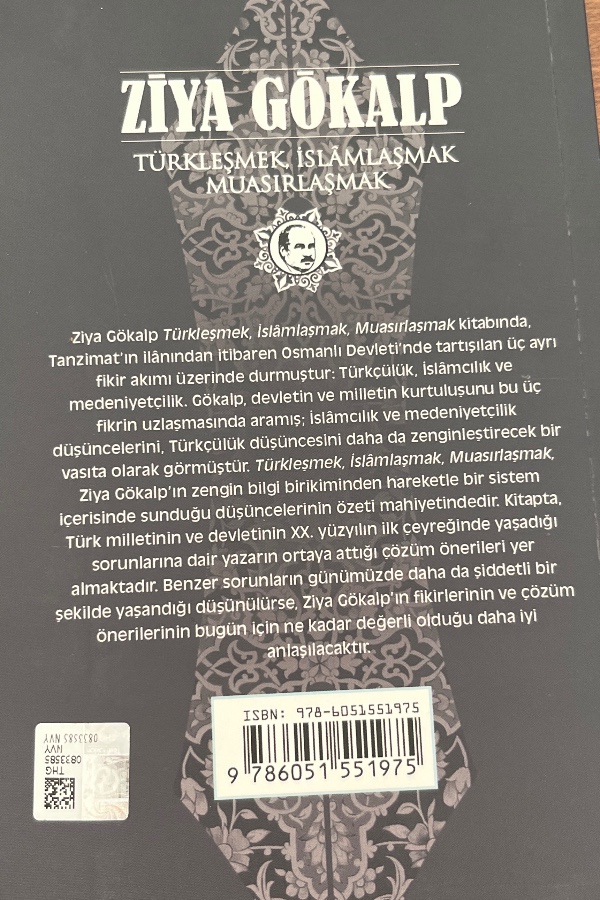 ZİYA GÖKALP
TÜRKLEŞMEK, İSLÂMLAŞMAK
MUASIRLAŞMAK
Ziya Gökalp Türkleşmek, İslâmlaşmak, Muasırlaşmak kitabında,
Tanzimat'ın ilânından itibaren Osmanlı Devleti'nde tartışılan üç ayrı
fikir akımı üzerinde durmuştur: Türkçülük, İslâmcılık ve
medeniyetçilik. Gökalp, devletin ve milletin kurtuluşunu bu üç
fikrin uzlaşmasında aramış; İslâmcılık ve medeniyetçilik
düşüncelerini, Türkçülük düşüncesini daha da zenginleştirecek bir
vasıta olarak görmüştür. Türkleşmek, İslâmlaşmak, Muasırlaşmak,
Ziya Gökalp'ın zengin bilgi birikiminden hareketle bir sistem
içerisinde sunduğu düşüncelerinin özeti mahiyetindedir. Kitapta,
Türk milletinin ve devletinin XX. yüzyılın ilk çeyreğinde yaşadığı
sorunlarına dair yazarın ortaya attığı çözüm önerileri yer
almaktadır. Benzer sorunların günümüzde daha da şiddetli bir
şekilde yaşandığı düşünülürse, Ziya Gökalp'ın fikirlerinin ve çözüm
önerilerinin bugün için ne kadar değerli olduğu daha iyi
anlaşılacaktır.
ISBN: 978-6051551975
9 786051 551975
THG
0833585
NVY
0833585 NVY